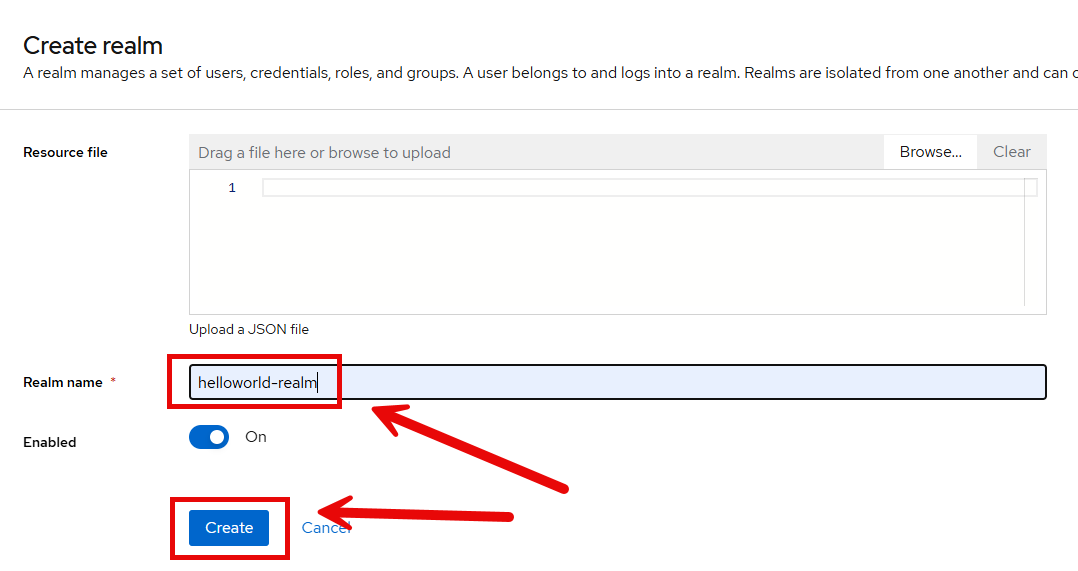 Create realm
A realm manages a set of users, credentials, roles, and groups. A user belongs to and logs into a realm. Realms are isolated from one another and can
Resource file
Drag a file here or browse to upload
Browse...
Clear
1
Upload a JSON file
Realm name *
helloworld-realm
Enabled
On
Create
Cancel